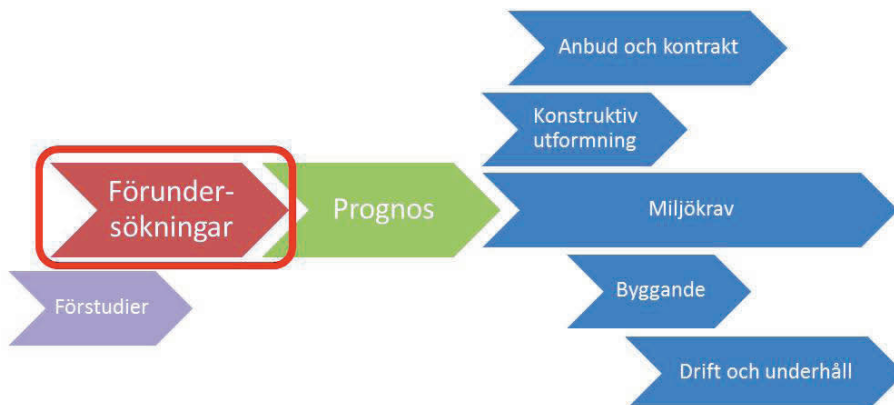 Anbud och kontrakt
Konstruktiv
utformning
Förunder-
sökningar
Prognos
Miljökrav
Förstudier
Byggande
Drift och underhåll